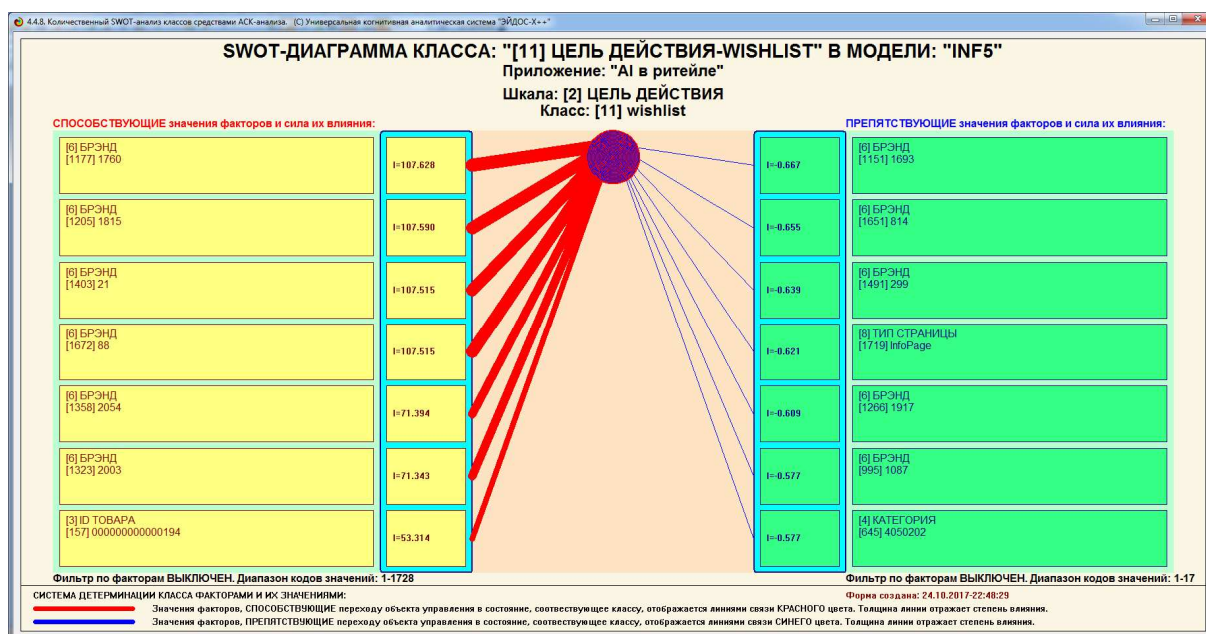 4.4.8. Количественный SWOT-анализ классов средствами АСК-анализа. (C) Универсальная когнитивная аналитическая система "ЭЙДОС-X++"
SWOT-ДИАГРАММА КЛАССА: "[11] ЦЕЛЬ ДЕЙСТВИЯ-WISHLIST" В МОДЕЛИ: "INF5"
Приложение: "AI в ритейле"
Шкала: [2] ЦЕЛЬ ДЕЙСТВИЯ
Класс: [11] wishlist
СПОСОБСТВУЮЩИЕ значения факторов и сила их влияния:
[6] БРЭНД
[1177] 1760
I=107.628
[6] БРЭНД
[1205] 1815
I=107.590
[6] БРЭНД
[1403] 21
I=107.515
[6] БРЭНД
[1672] 88
I=107.515
[6] БРЭНД
[1358] 2054
I=71.394
[6] БРЭНД
[1323] 2003
I=71.343
[3] ID ТОВАРА
[157] 000000000000194
I=53.314
Фильтр по факторам ВЫКЛЮЧЕН. Диапазон кодов значений: 1-1728
ПРЕПЯТСТВУЮЩИЕ значения факторов и сила их влияния:
I=-0.667
[6] БРЭНД
[1151] 1693
I=-0.655
[6] БРЭНД
[1651] 814
I=-0.639
[6] БРЭНД
[1491] 299
I=-0.621
[8] ТИП СТРАНИЦЫ
[1719] InfoPage
I=-0.609
[6] БРЭНД
[1266] 1917
I=-0.577
[6] БРЭНД
[995] 1087
I=-0.577
[4] КАТЕГОРИЯ
[645] 4050202
Фильтр по факторам ВЫКЛЮЧЕН. Диапазон кодов значений: 1-17
СИСТЕМА ДЕТЕРМИНАЦИИ КЛАССА ФАКТОРАМИ И ИХ ЗНАЧЕНИЯМИ:
Форма создана: 24.10.2017-22:48:29
Значения факторов, СПОСОБСТВУЮЩИЕ переходу объекта управления в состояние, соотвествующее классу, отображается линиями связи КРАСНОГО цвета. Толщина линии отражает степень влияния.
Значения факторов, ПРЕПЯТСТВУЮЩИЕ переходу объекта управления в состояние, соотвествующее классу, отображается линиями связи СИНЕГО цвета. Толщина линии отражает степень влияния.